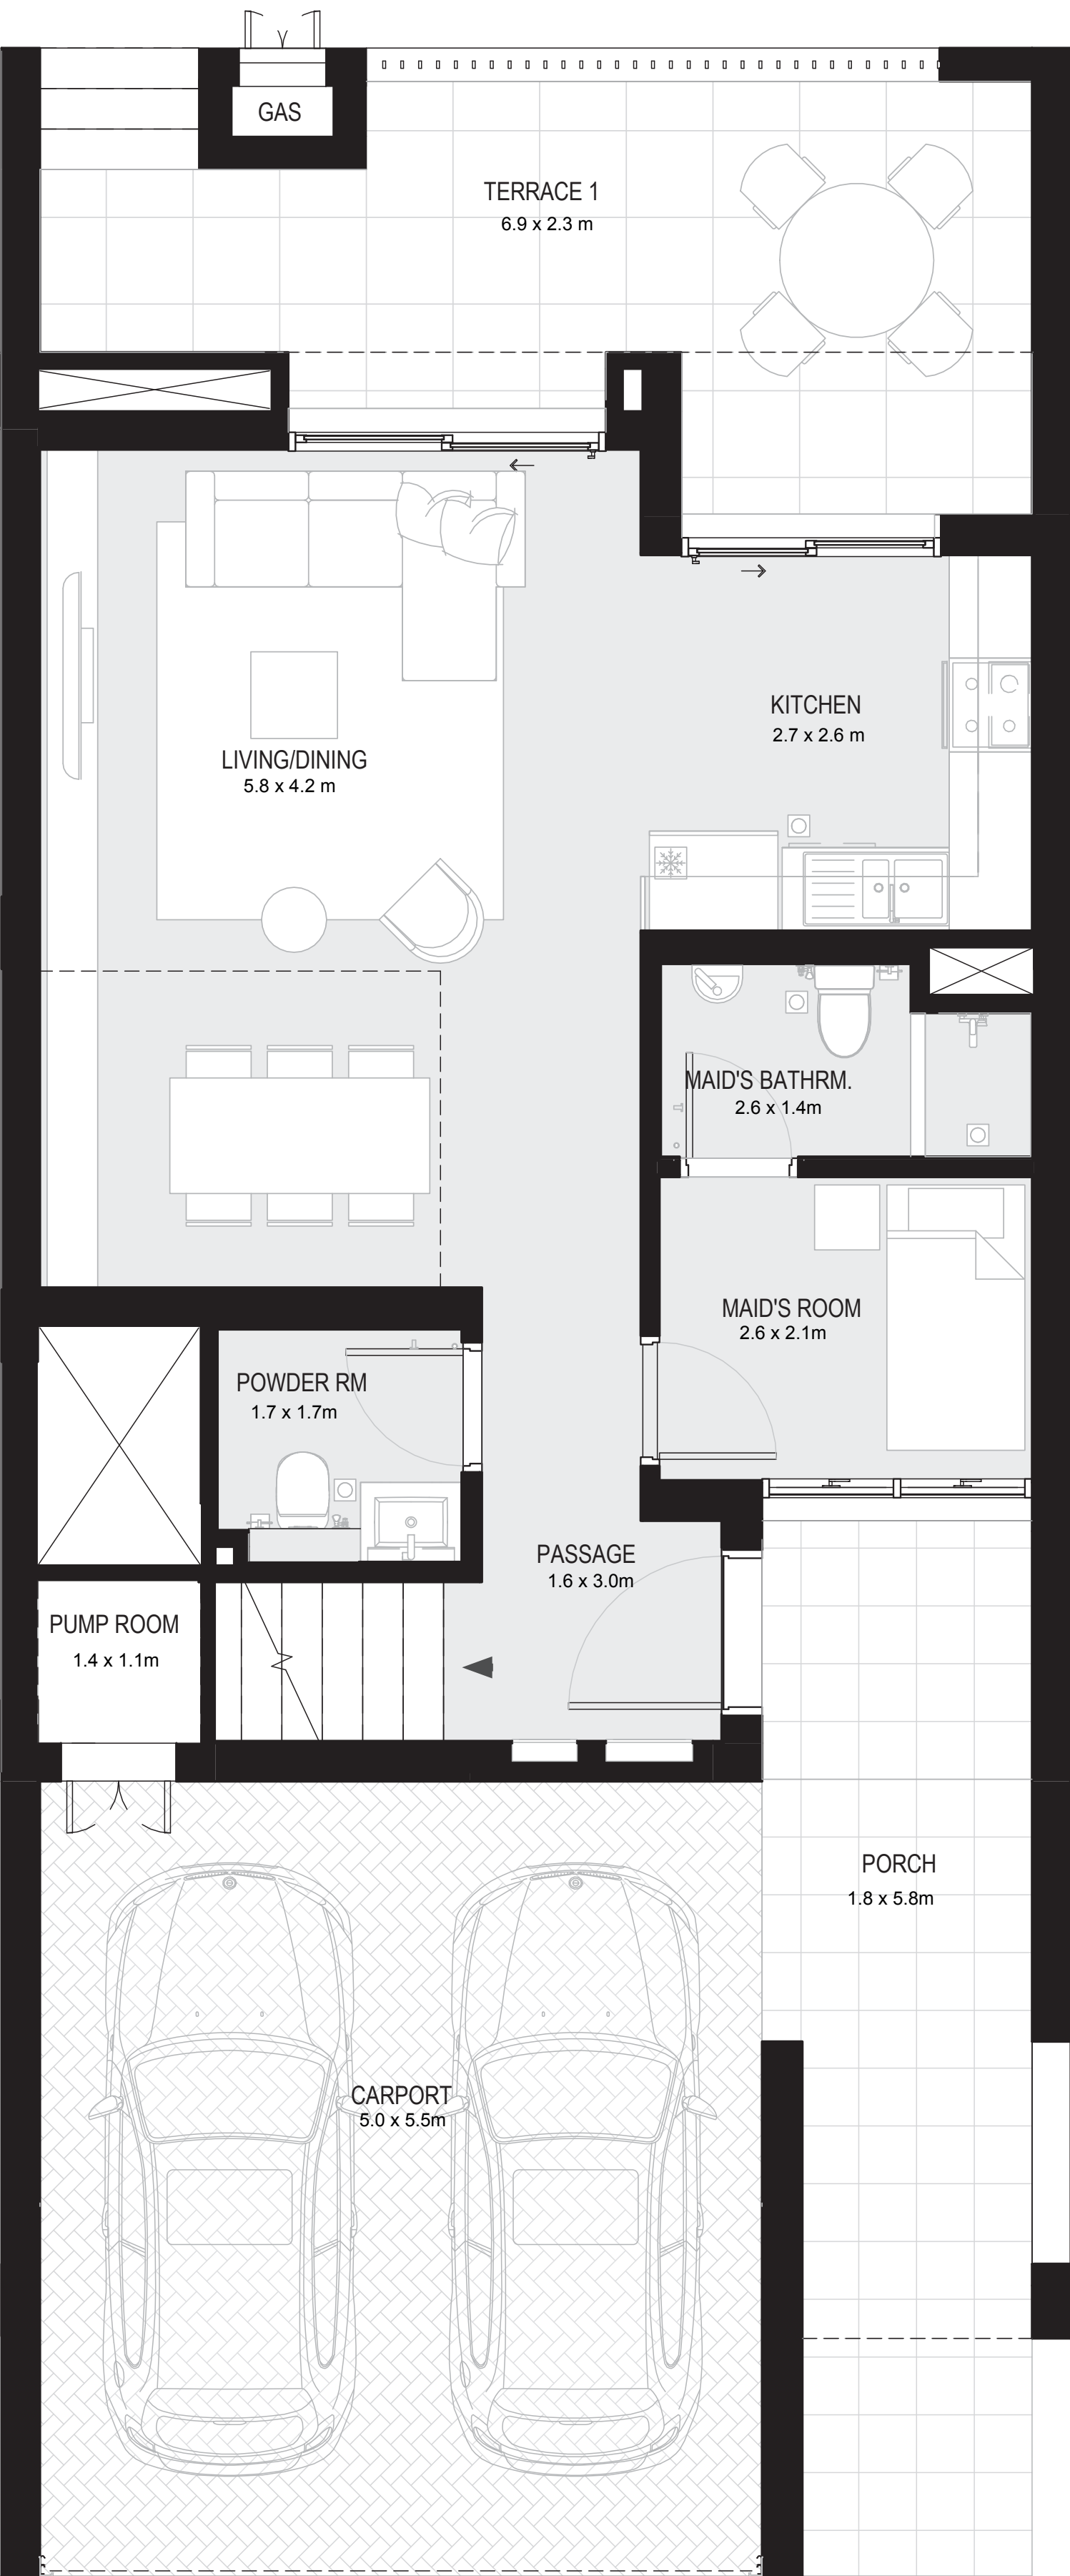 GAS
TERRACE 1
6.9 x 2.3 m
KITCHEN
2.7 x 2.6 m
LIVING/DINING
5.8 x 4.2 m
MAID'S BATHRM.
2.6 x 1.4m
MAID'S ROOM
2.6 x 2.1m
POWDER RM
1.7 x 1.7m
PASSAGE
1.6 x 3.0m
PUMP ROOM
1.4 x 1.1m
PORCH
1.8 x 5.8m
CARPORT
5.0 x 5.5m